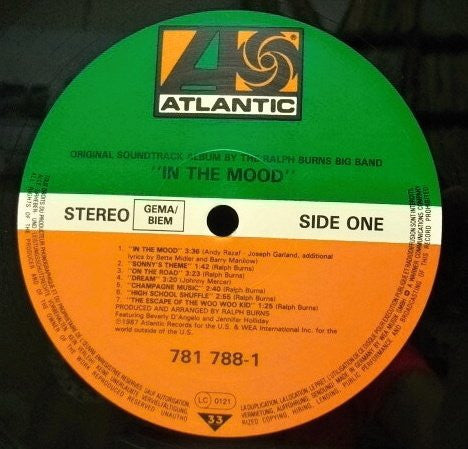 ATLANTIC
ORIGINAL SOUNDTRACK ALBUM BY THE RALPH BURNS BIG BAND
"IN THE MOOD"
STEREO
GEMA/
BIEM
SIDE ONE
1. "IN THE MOOD" 3:36 (Andy Razaf - Joseph Garland, additional
lyrics by Bette Midler and Barry Manilow)
2. "SONNY'S THEME" 1:42 (Ralph Burns)
3. "ON THE ROAD" 3:23 (Ralph Burns)
4. "DREAM" 3:20 (Johnny Mercer)
5. "CHAMPAGNE MUSIC" 2:40 (Ralph Burns)
6. "HIGH SCHOOL SHUFFLE" 2:55 (Ralph Burns)
7. "THE ESCAPE OF THE WOO WOO KID" 1:25 (Ralph Burns)
PRODUCED AND ARRANGED BY RALPH BURNS
Featuring Beverly D'Angelo and Jennifer Holliday
©1987 Atlantic Records for the U.S. & WEA International Inc. for the
world outside of the U.S.
781 788-1
LC 0121
33